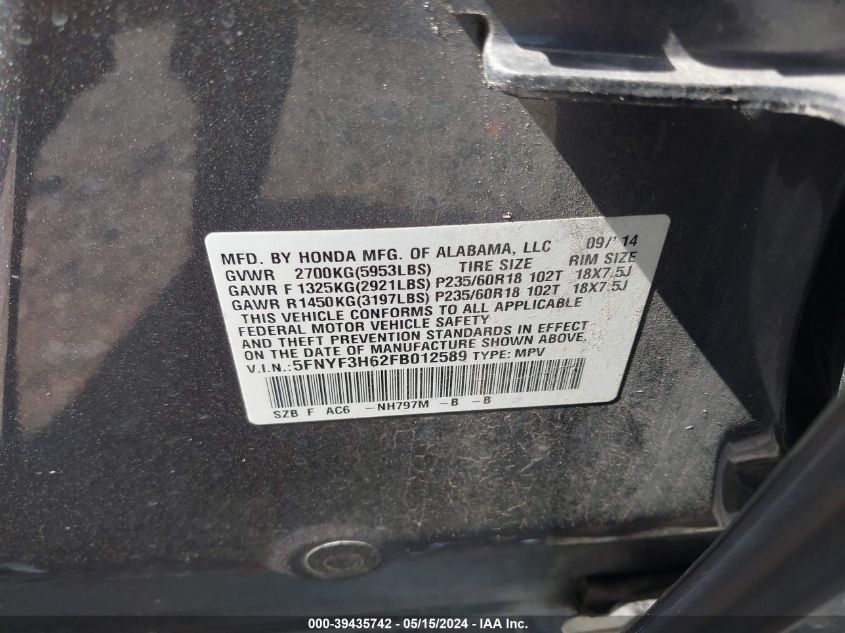 MFD. BY HONDA MFG. OF ALABAMA, LLC 09/14
GVWR 2700KG(5953LBS) TIRE SIZE RIM SIZE
GAWR F 1325KG(2921LBS) P235/60R18 102T 18X7.5J
GAWR R1450KG(3197LBS) P235/60R18 102T 18X7.5J
THIS VEHICLE CONFORMS TO ALL APPLICABLE
FEDERAL MOTOR VEHICLE SAFETY
AND THEFT PREVENTION STANDARDS IN EFFECT
ON THE DATE OF MANUFACTURE SHOWN ABOVE.
V.I.N.:5FNYF3H62FB012589 TYPE: MPV
SZB F AC6 -NH797M -B -B
000-39435742 - 05/15/2024 - © COPYRIGHT IAA, LLC